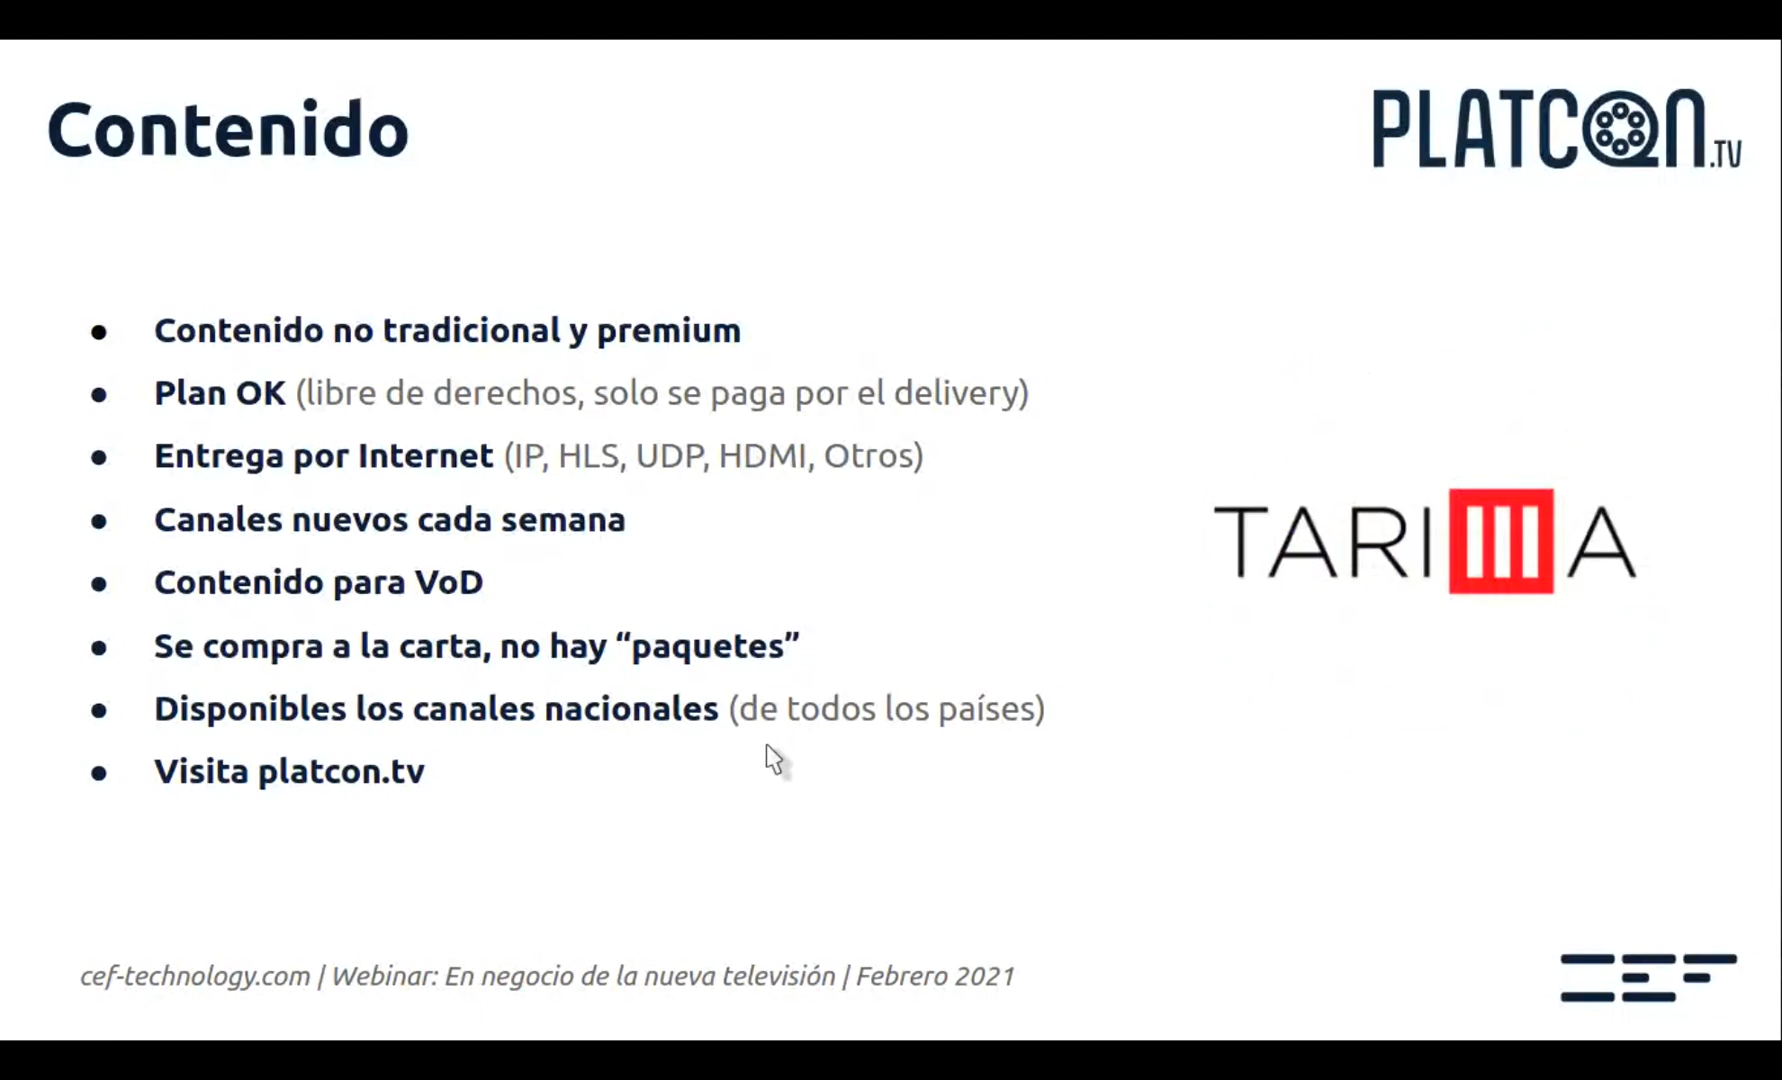 Contenido
PLATCON.TV
● Contenido no tradicional y premium
● Plan OK (libre de derechos, solo se paga por el delivery)
● Entrega por Internet (IP, HLS, UDP, HDMI, Otros)
● Canales nuevos cada semana
● Contenido para VoD
● Se compra a la carta, no hay “paquetes”
● Disponibles los canales nacionales (de todos los países)
● Visita platcon.tv
TARIMA
cef-technology.com | Webinar: En negocio de la nueva televisión | Febrero 2021
CEF